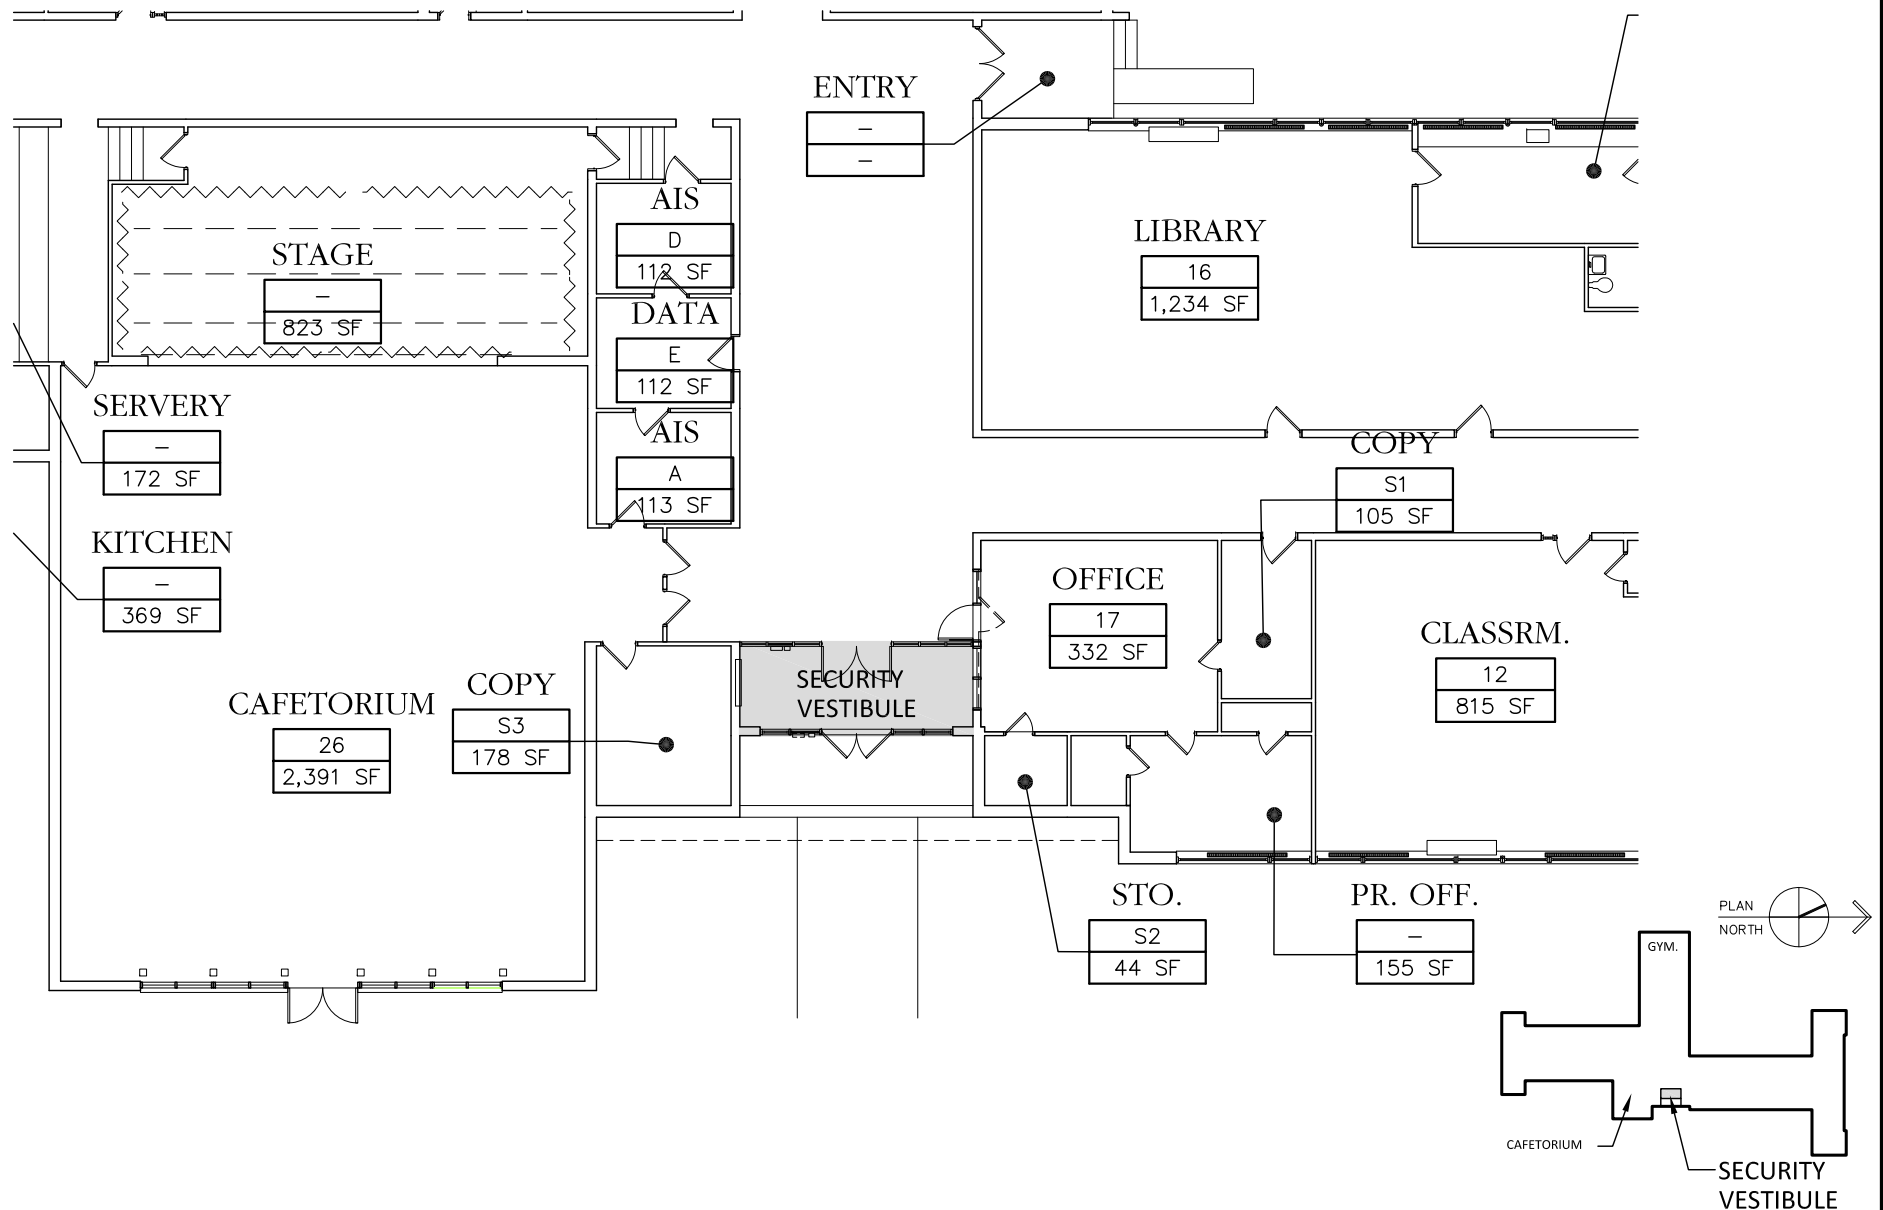 ENTRY
–
–
AIS
D
112 SF
STAGE
–
823 SF
LIBRARY
16
1,234 SF
DATA
E
112 SF
SERVERY
–
172 SF
AIS
A
113 SF
COPY
S1
105 SF
KITCHEN
–
369 SF
OFFICE
17
332 SF
CLASSRM.
12
815 SF
CAFETORIUM
26
2,391 SF
COPY
S3
178 SF
SECURITY
VESTIBULE
STO.
S2
44 SF
PR. OFF.
–
155 SF
PLAN
NORTH
GYM.
CAFETORIUM
SECURITY
VESTIBULE